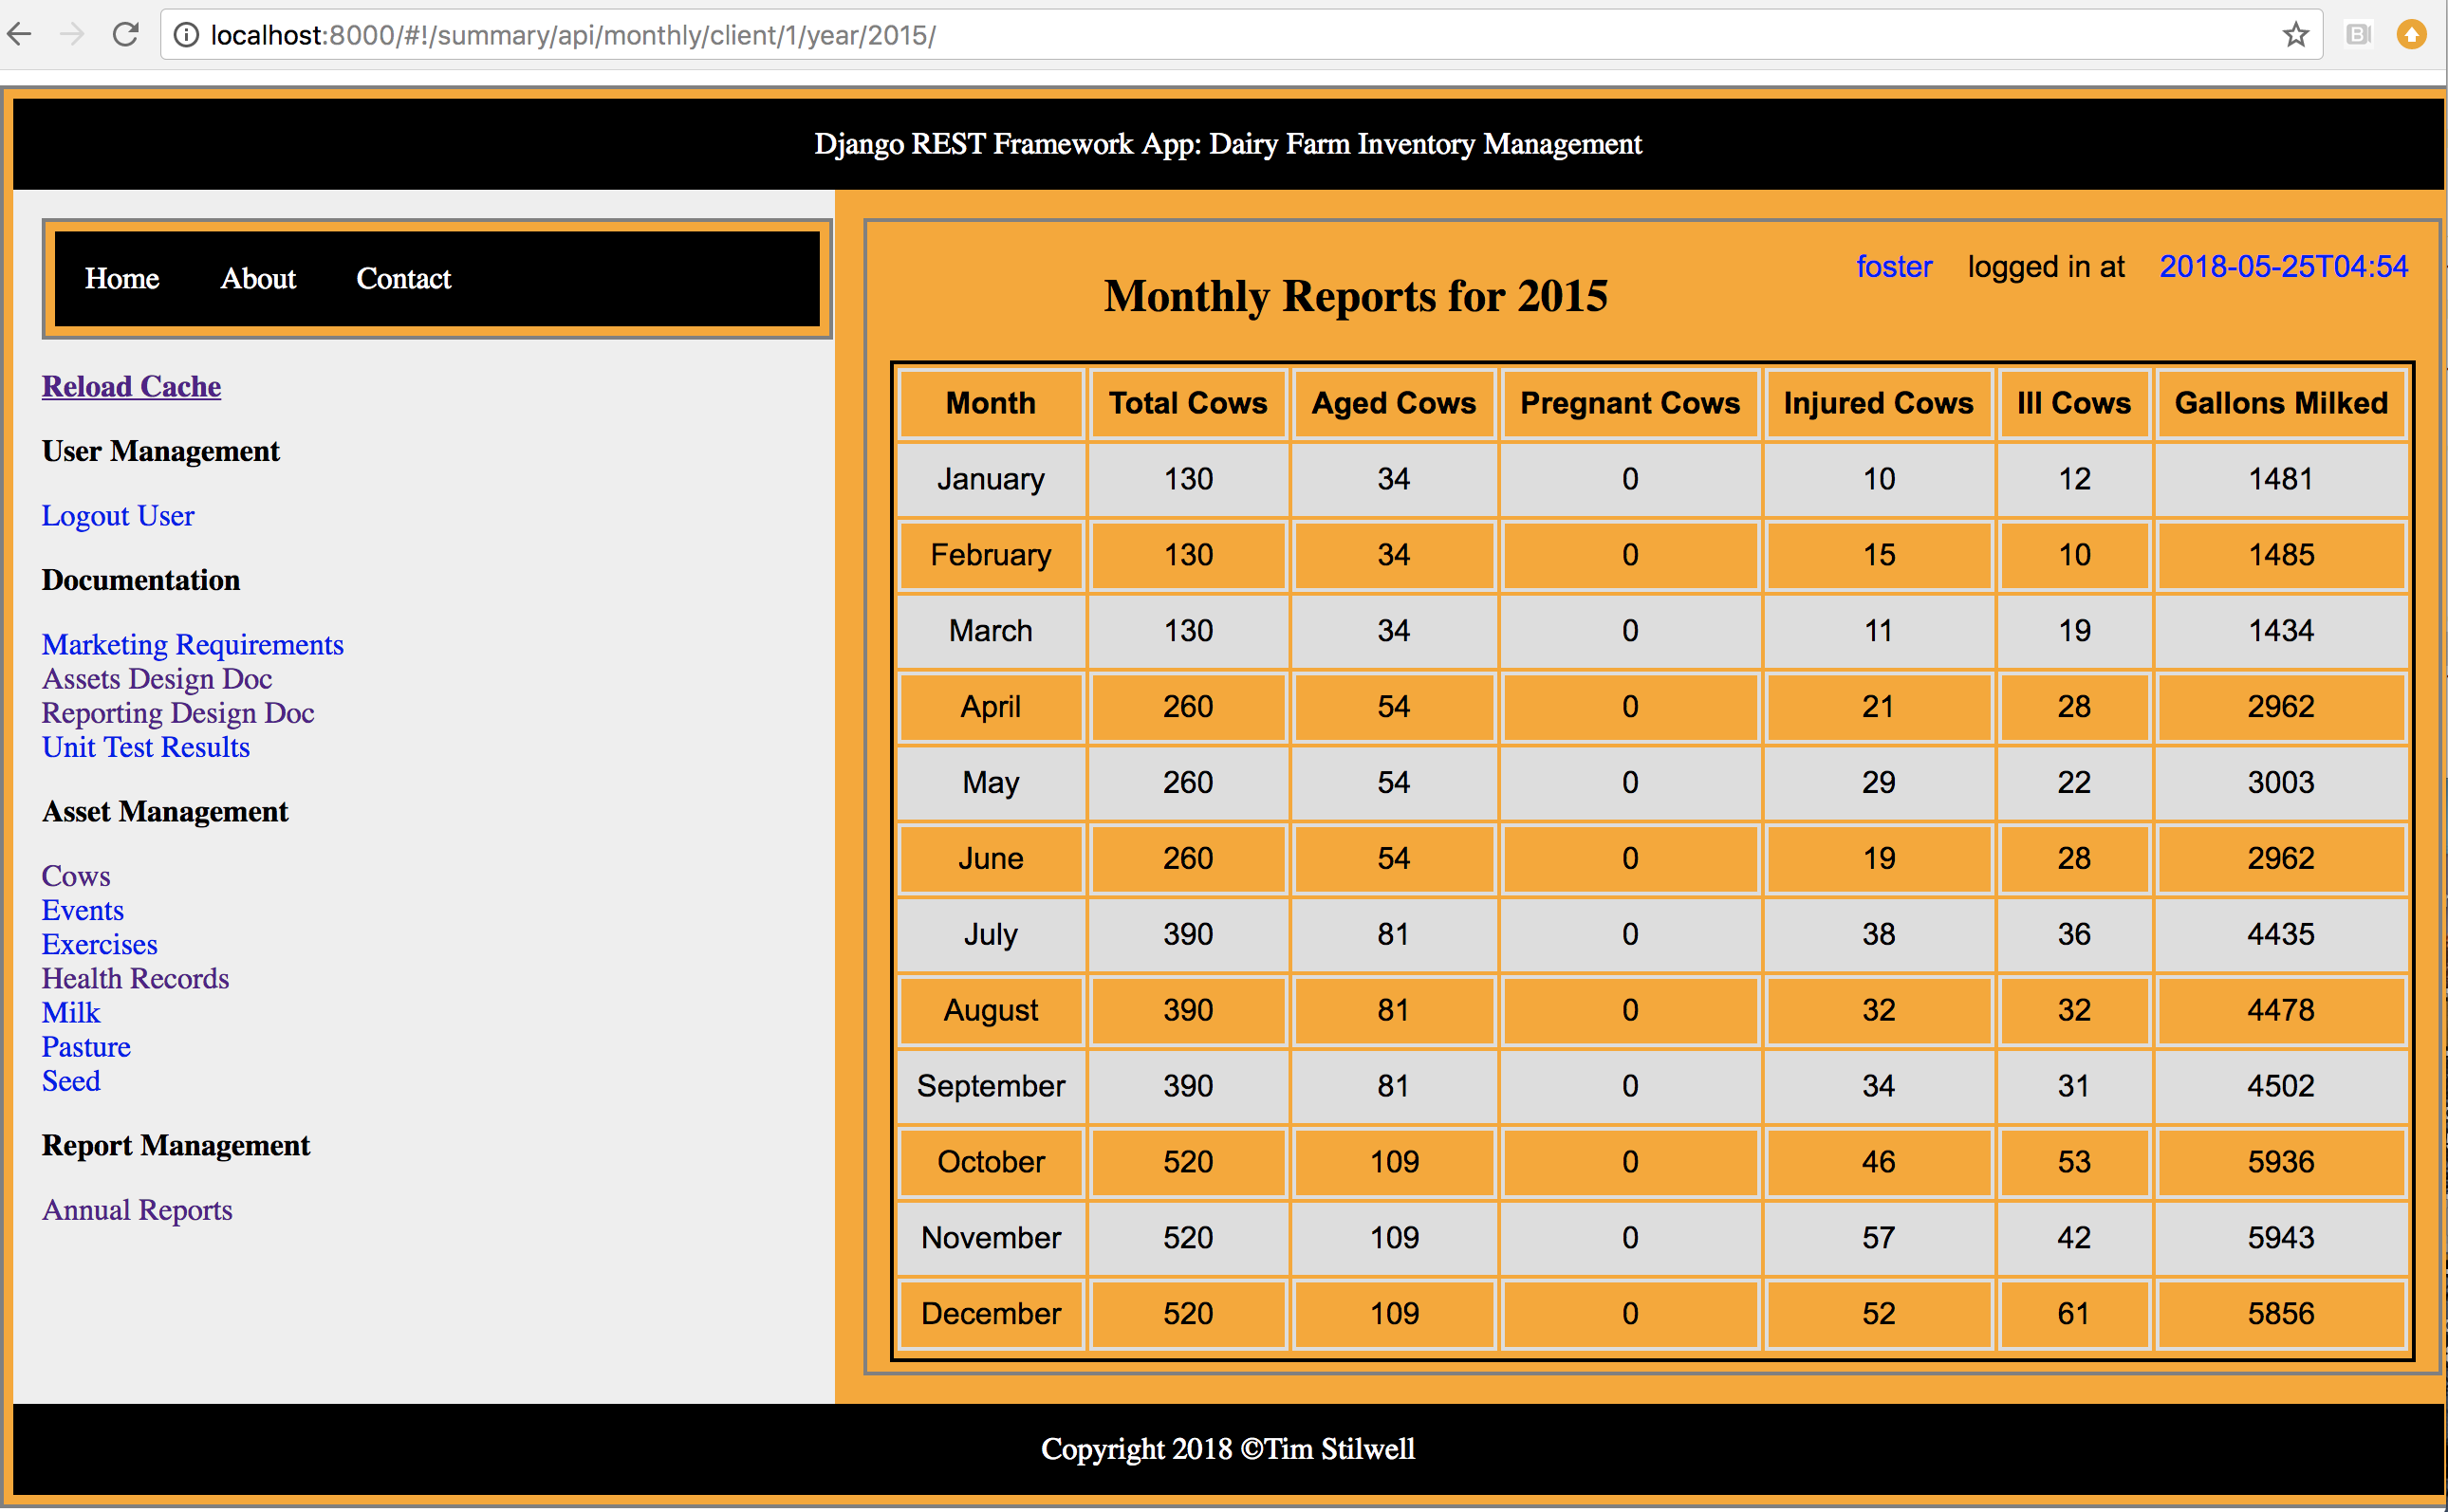 localhost:8000/#!/summary/api/monthly/client/1/year/2015/
Django REST Framework App: Dairy Farm Inventory Management
Home About Contact
Reload Cache
User Management
Logout User
Documentation
Marketing Requirements
Assets Design Doc
Reporting Design Doc
Unit Test Results
Asset Management
Cows
Events
Exercises
Health Records
Milk
Pasture
Seed
Report Management
Annual Reports
foster logged in at 2018-05-25T04:54
Monthly Reports for 2015
Month Total Cows Aged Cows Pregnant Cows Injured Cows Ill Cows Gallons Milked
January 130 34 0 10 12 1481
February 130 34 0 15 10 1485
March 130 34 0 11 19 1434
April 260 54 0 21 28 2962
May 260 54 0 29 22 3003
June 260 54 0 19 28 2962
July 390 81 0 38 36 4435
August 390 81 0 32 32 4478
September 390 81 0 34 31 4502
October 520 109 0 46 53 5936
November 520 109 0 57 42 5943
December 520 109 0 52 61 5856
Copyright 2018 ©Tim Stilwell